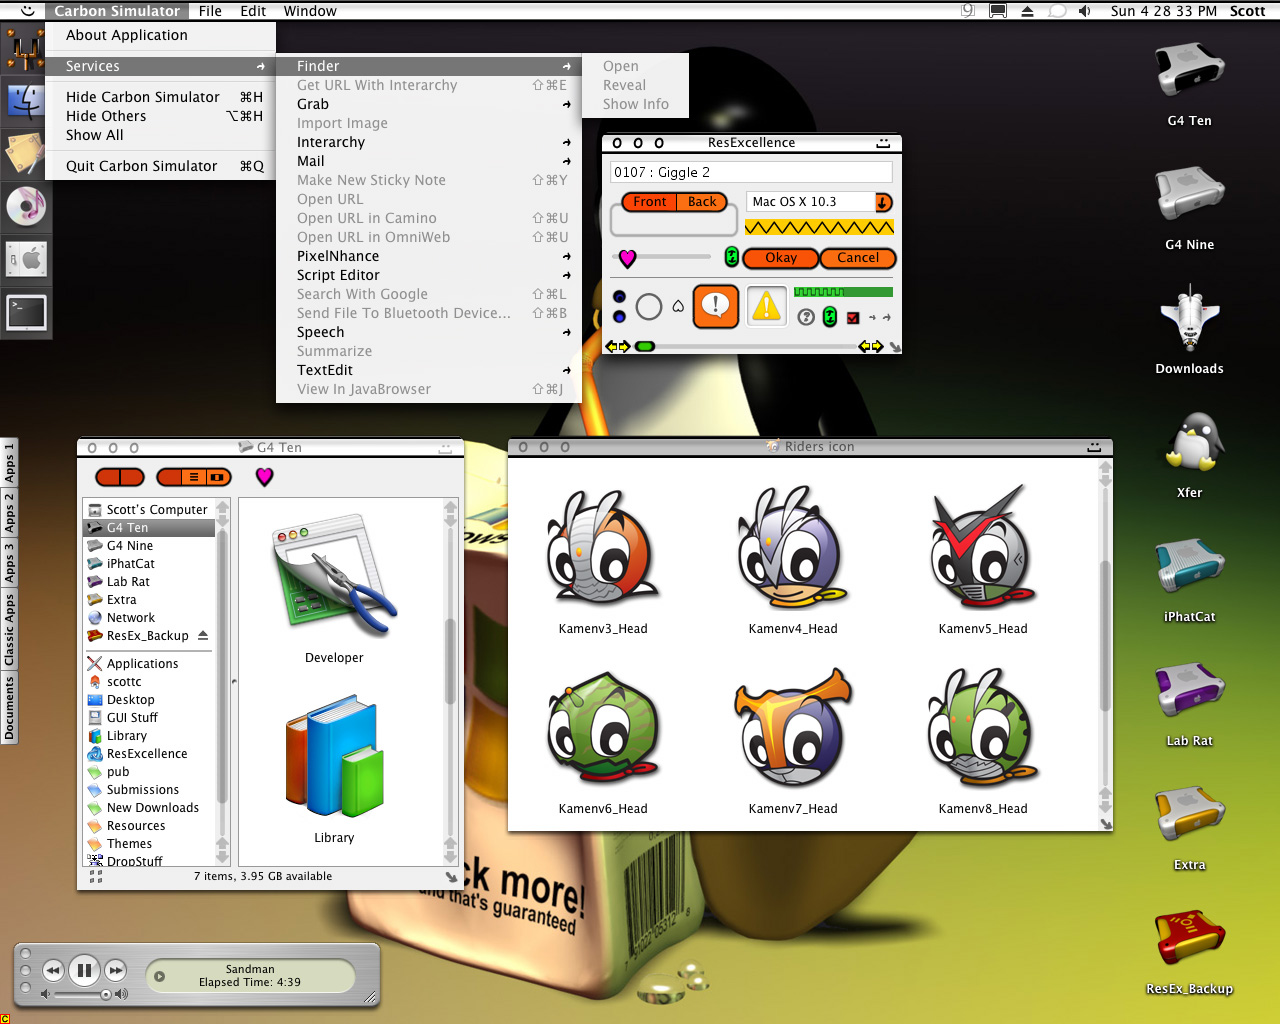 Carbon Simulator File Edit Window
Sun 4 28 33 PM Scott
About Application
Services
Hide Carbon Simulator ⌘H
Hide Others ⌥⌘H
Show All
Quit Carbon Simulator ⌘Q
Finder
Get URL With Interarchy ⇧⌘E
Grab
Import Image
Interarchy
Mail
Make New Sticky Note ⇧⌘Y
Open URL
Open URL in Camino ⇧⌘U
Open URL in OmniWeb ⇧⌘U
PixelNhance
Script Editor
Search With Google ⇧⌘L
Send File To Bluetooth Device... ⇧⌘B
Speech
Summarize
TextEdit
View In JavaBrowser ⇧⌘J
Open
Reveal
Show Info
ResExcellence
0107 : Giggle 2
Front Back
Mac OS X 10.3
Okay Cancel
G4 Ten
G4 Nine
Downloads
Xfer
iPhatCat
Lab Rat
Extra
ResEx_Backup
Apps 1
Apps 2
Apps 3
Classic Apps
Documents
G4 Ten
Scott's Computer
G4 Ten
G4 Nine
iPhatCat
Lab Rat
Extra
Network
ResEx_Backup
Applications
scottc
Desktop
GUI Stuff
Library
ResExcellence
pub
Submissions
New Downloads
Resources
Themes
DropStuff
Developer
Library
7 items, 3.95 GB available
Riders icon
Kamenv3_Head
Kamenv4_Head
Kamenv5_Head
Kamenv6_Head
Kamenv7_Head
Kamenv8_Head
ck more!
and that's guaranteed
Sandman
Elapsed Time: 4:39